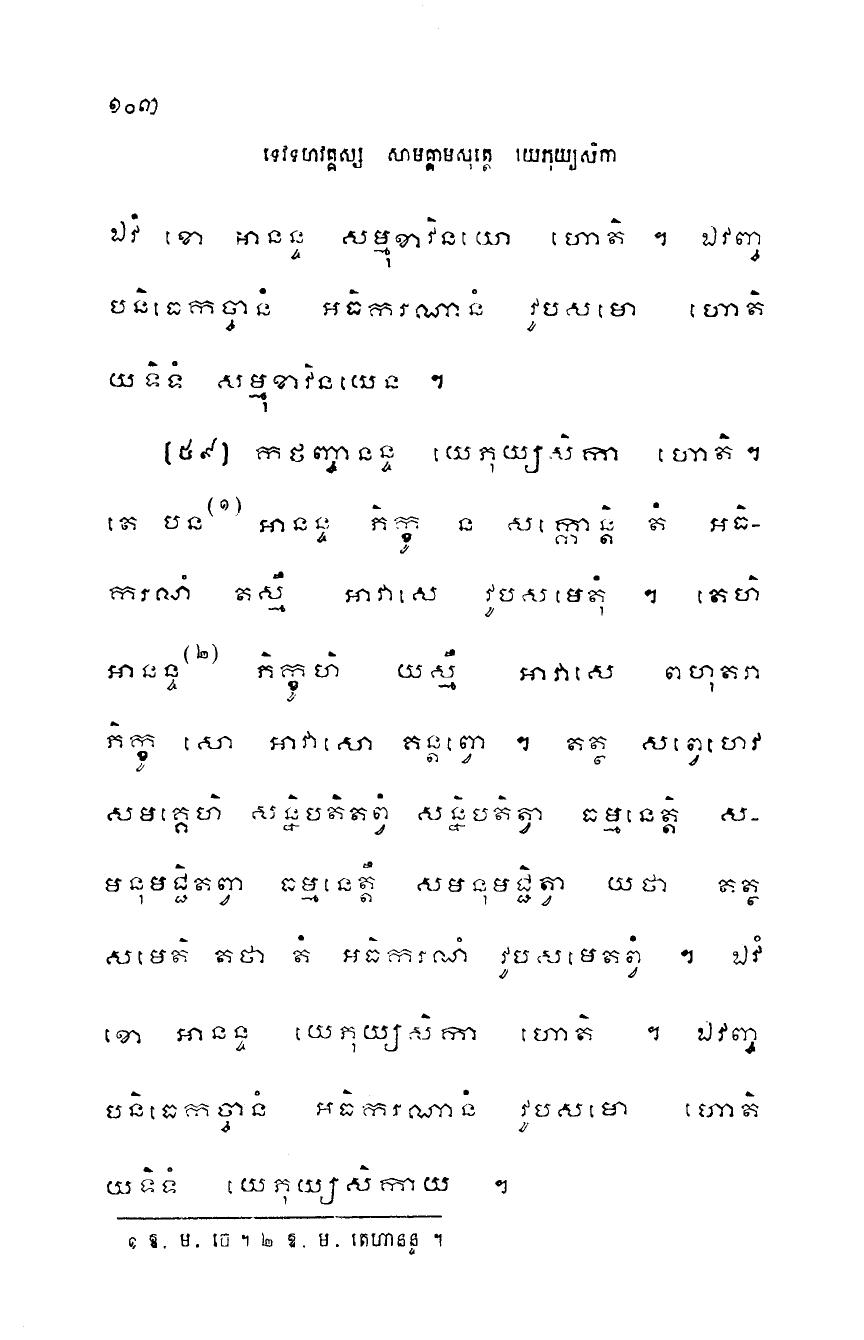 ១០៣
ទេវទហវគ្គស្ស សាមគាមសុត្តេ យេភុយ្យសិកា
ឯវំ ខោ អានន្ទ សម្មុខាវិនយោ ហោតិ ។ ឯវញ្ច
បនិធេកច្ចានំ អធិករណានំ វូបសមោ ហោតិ
យទិទំ សម្មុខាវិនយេន ។
(៥៩) កថញ្ចានន្ទ យេភុយ្យសិកា ហោតិ ។
តេ បន(១) អានន្ទ ភិក្ខូ ន សក្កោន្តិ តំ អធិ-
ករណំ តស្មឹ អាវាសេ វូបសមេតុំ ។ តេហិ
អានន្ទ(២) ភិក្ខូហិ យស្មឹ អាវាសេ ពហុតរា
ភិក្ខូ សោ អាវាសោ គន្តព្វោ ។ តត្ថ សព្វេហេវ
សមគ្គេហិ សន្និបតិតព្វំ សន្និបតិត្វា ធម្មនេត្តិ ស-
មនុមជ្ជិតព្វា ធម្មនេត្តឹ សមនុមជ្ជិត្វា យថា តត្ថ
សមេតិ តថា តំ អធិករណំ វូបសមេតព្វំ ។ ឯវំ
ខោ អានន្ទ យេភុយ្យសិកា ហោតិ ។ ឯវញ្ច
បនិធេកច្ចានំ អធិករណានំ វូបសមោ ហោតិ
យទិទំ យេភុយ្យសិកាយ ។
១ ឱ. ម. ចេ ។ ២ ឱ. ម. តេហានន្ទ ។